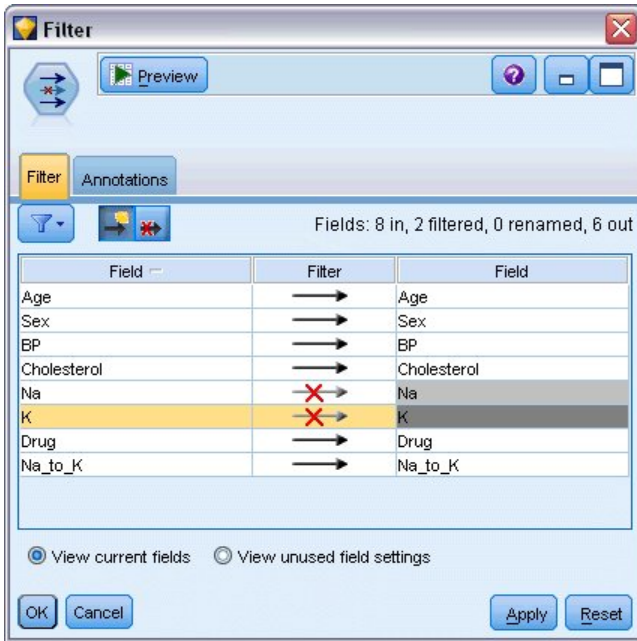 Filter
Preview
Filter
Annotations
Fields: 8 in, 2 filtered, 0 renamed, 6 out
Field Filter Field
Age Age
Sex Sex
BP BP
Cholesterol Cholesterol
Na Na
K K
Drug Drug
Na_to_K Na_to_K
View current fields View unused field settings
OK Cancel Apply Reset